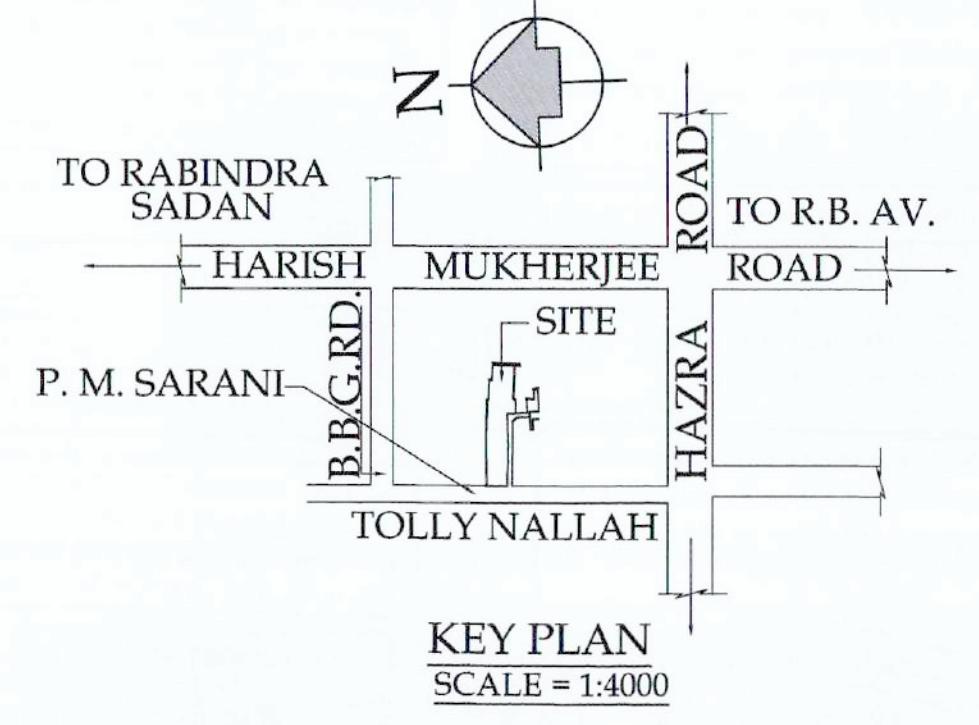 N
TO RABINDRA
SADAN
ROAD
TO R.B. AV.
HARISH MUKHERJEE ROAD
SITE
B.B.G.RD.
P. M. SARANI
HAZRA
TOLLY NALLAH
KEY PLAN
SCALE = 1:4000